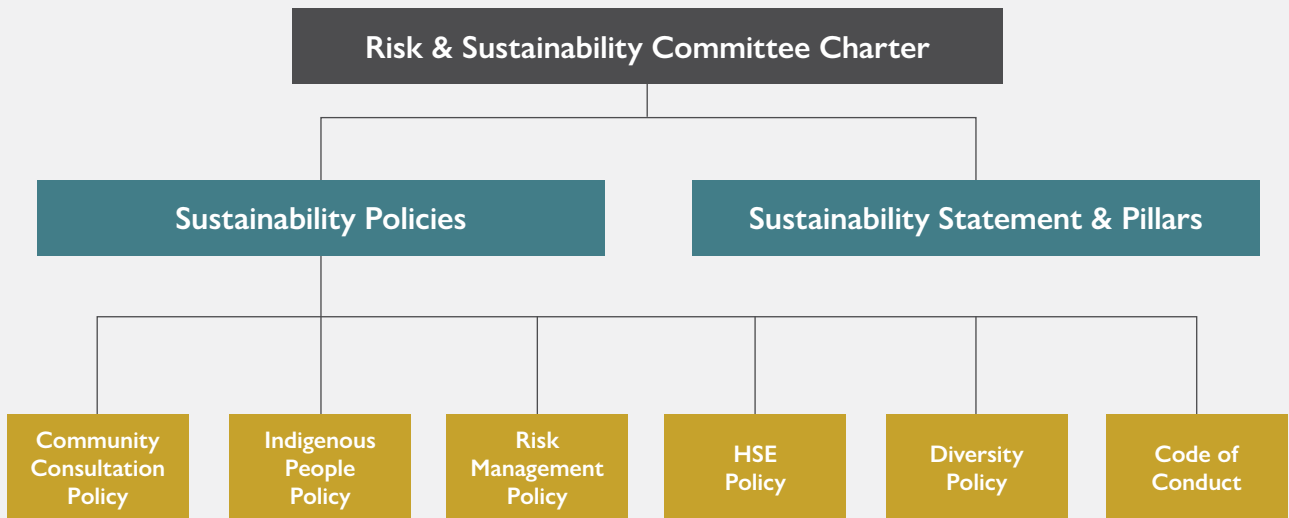 Risk & Sustainability Committee Charter
Sustainability Policies
Sustainability Statement & Pillars
Community
Consultation
Policy
Indigenous
People
Policy
Risk
Management
Policy
HSE
Policy
Diversity
Policy
Code of
Conduct